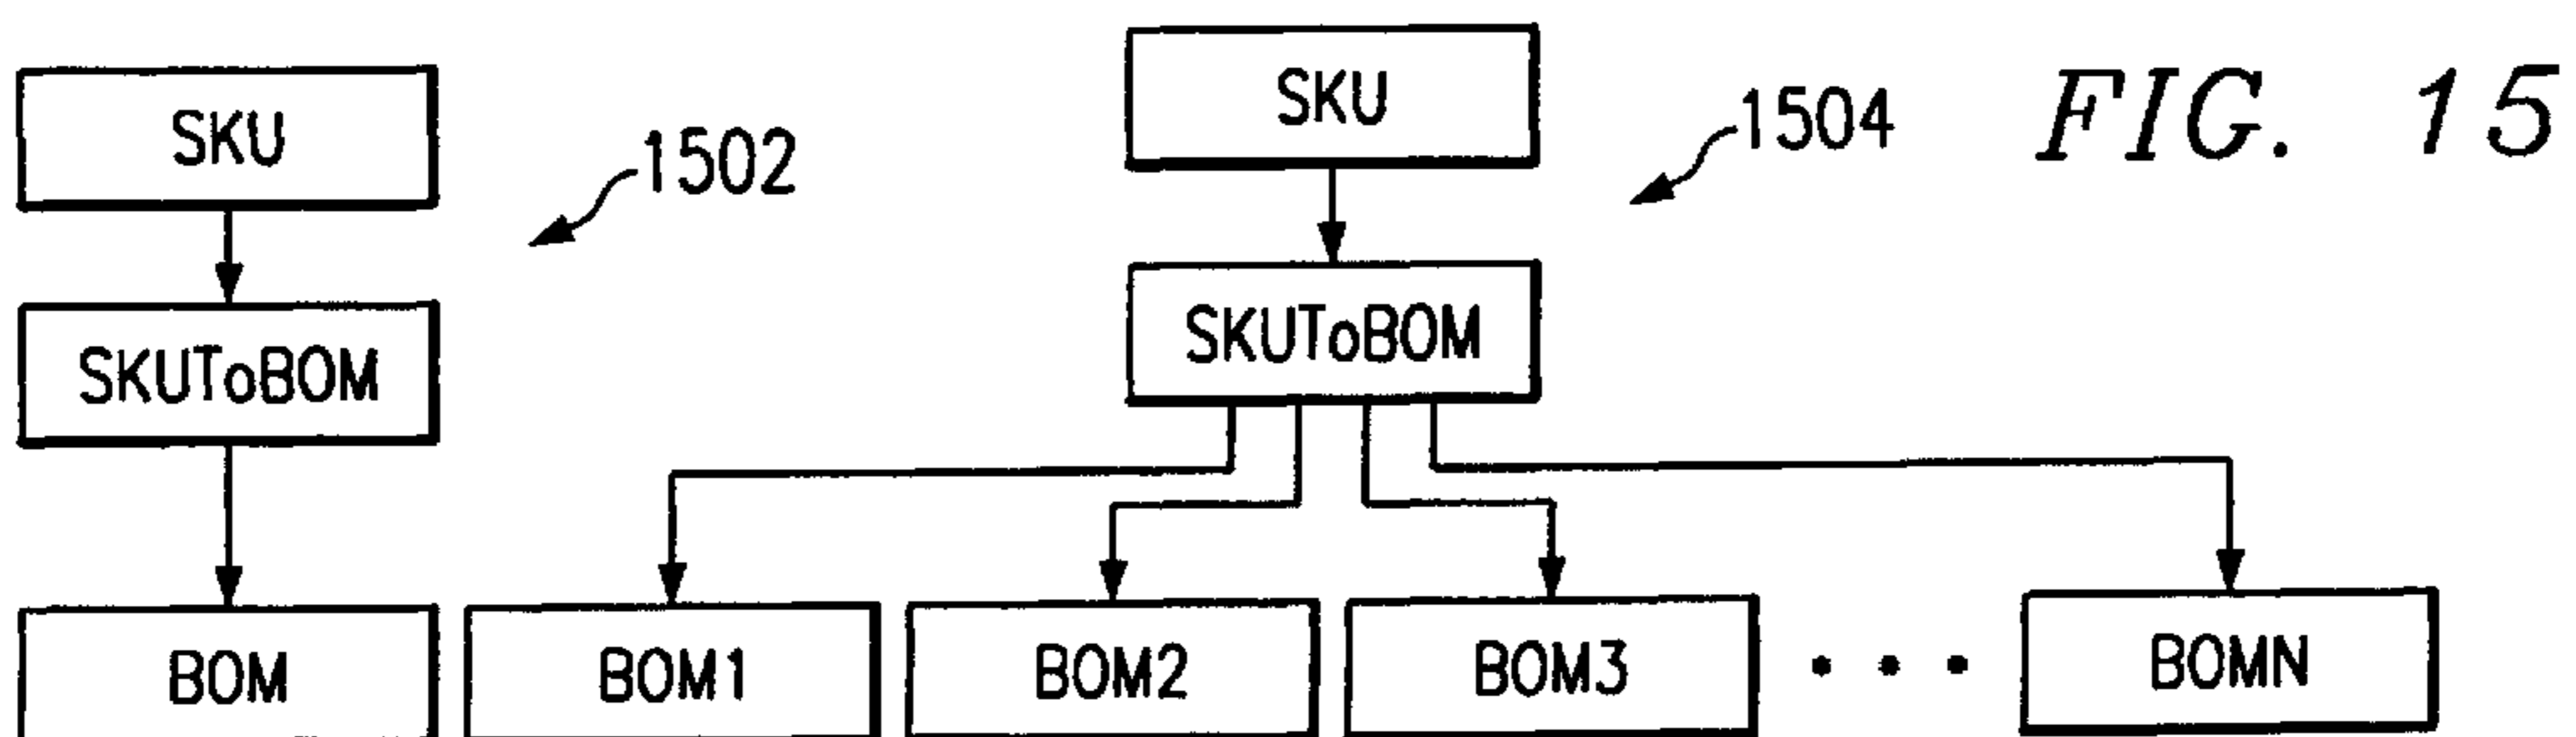 SKU
1502
SKUToBOM
BOM
SKU
1504
SKUToBOM
BOM1
BOM2
BOM3
• • •
BOMN
FIG. 15